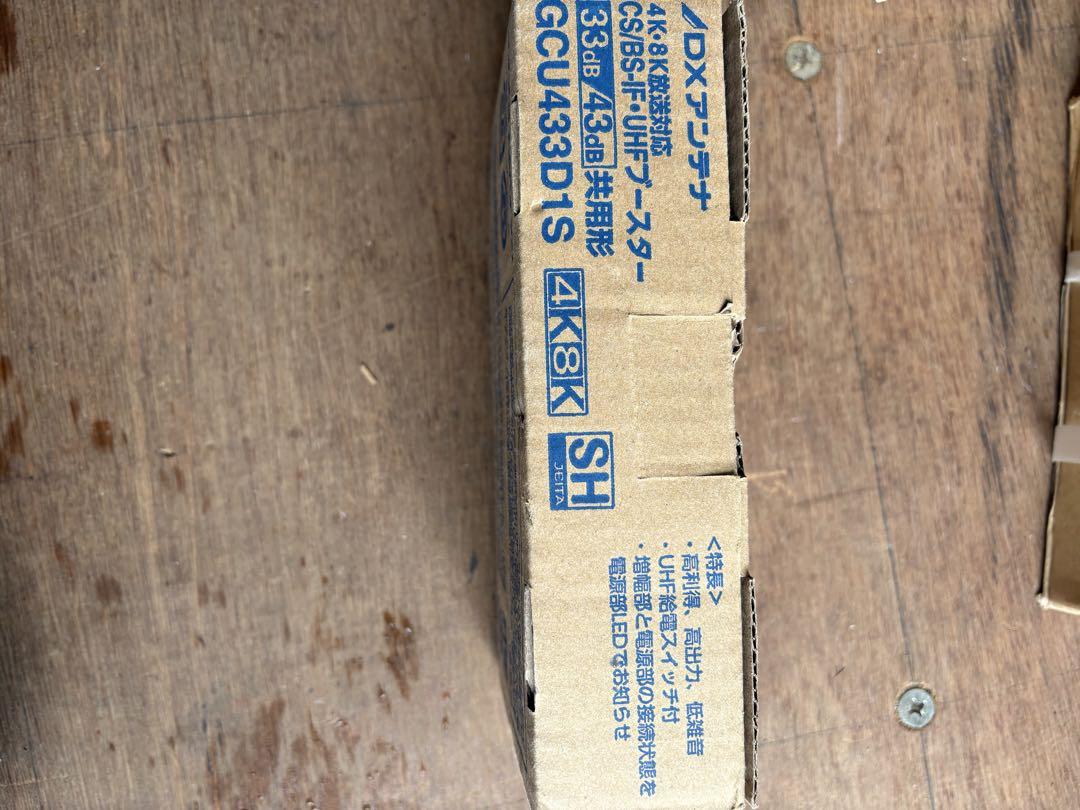 DXアンテナ
4K・8K放送対応
CS/BS-IF・UHFブースター
33dB/43dB共用形
GCU433D1S
4K8K
SH
JEITA
<特長>
・高利得、高出力、低雑音
・UHF給電スイッチ付
・増幅部と電源部の接続状態を
電源部LEDでお知らせ